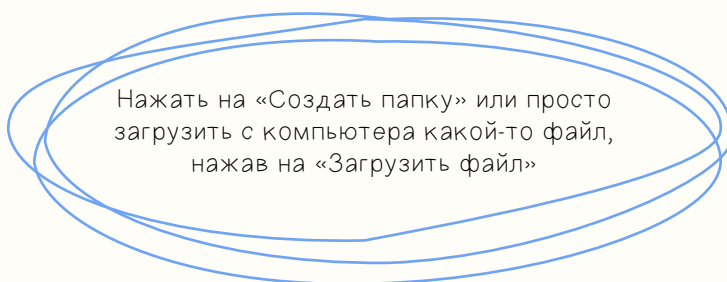 Нажать на «Создать папку» или просто
загрузить с компьютера какой-то файл,
нажав на «Загрузить файл»